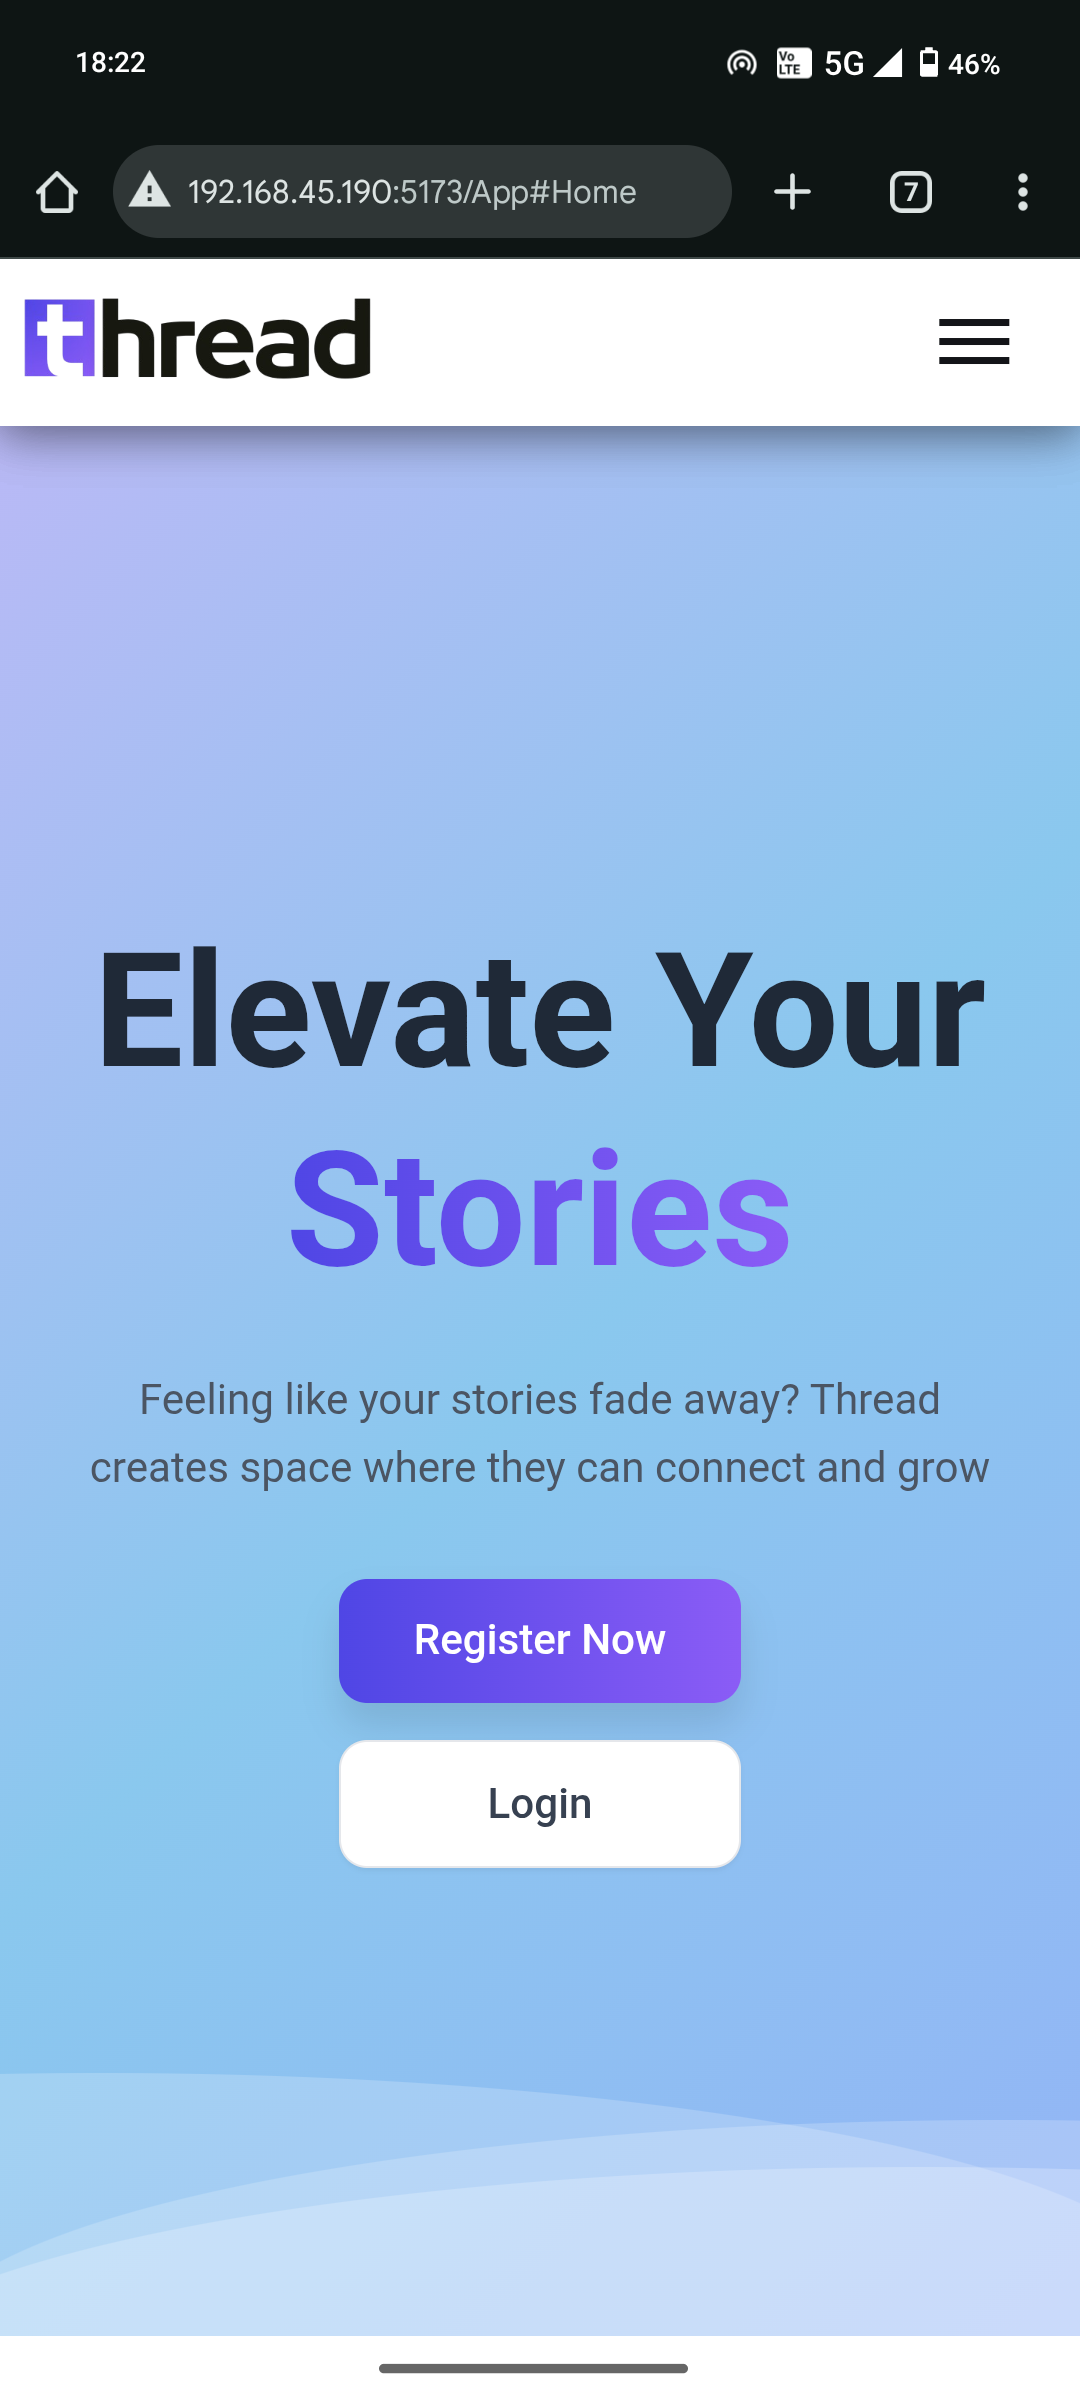 18:22
Vo LTE 5G 46%
192.168.45.190:5173/App#Home
7
thread
Elevate Your
Stories
Feeling like your stories fade away? Thread
creates space where they can connect and grow
Register Now
Login